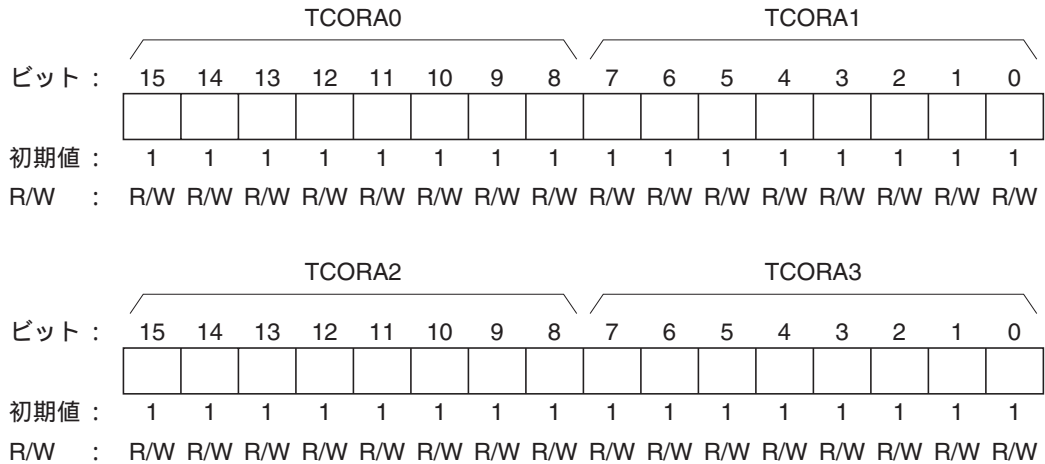 TCORA0 TCORA1
ビット : 15 14 13 12 11 10 9 8 7 6 5 4 3 2 1 0
初期値 : 1 1 1 1 1 1 1 1 1 1 1 1 1 1 1 1
R/W : R/W R/W R/W R/W R/W R/W R/W R/W R/W R/W R/W R/W R/W R/W R/W R/W
TCORA2 TCORA3
ビット : 15 14 13 12 11 10 9 8 7 6 5 4 3 2 1 0
初期値 : 1 1 1 1 1 1 1 1 1 1 1 1 1 1 1 1
R/W : R/W R/W R/W R/W R/W R/W R/W R/W R/W R/W R/W R/W R/W R/W R/W R/W